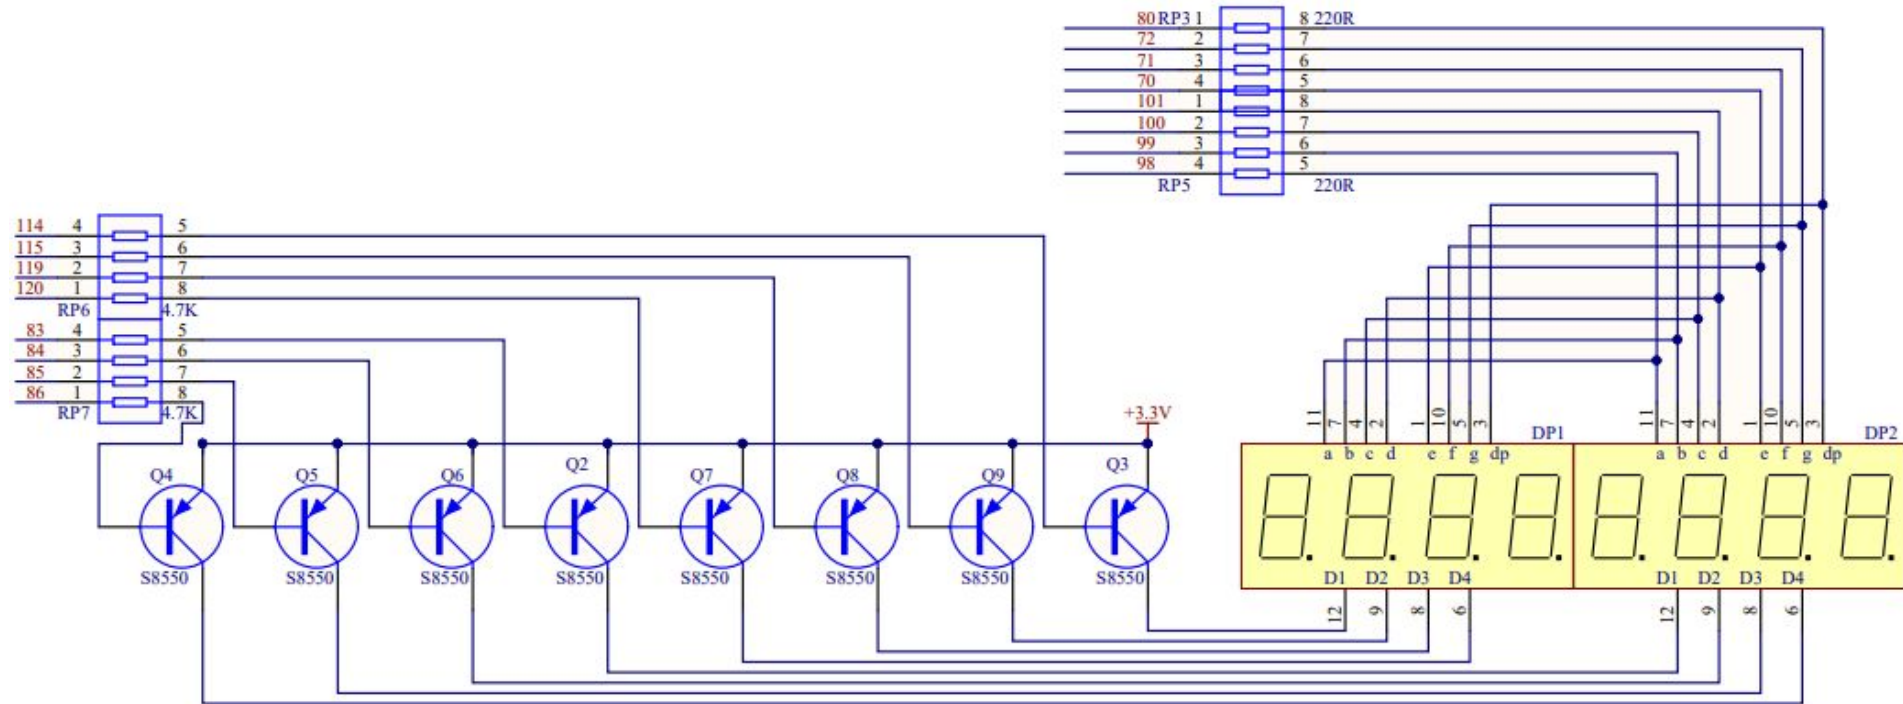 80 RP3 1 8 220R
72 2 7
71 3 6
70 4 5
101 1 8
100 2 7
99 3 6
98 4 5
RP5 220R
114 4 5
115 3 6
119 2 7
120 1 8
RP6 4.7K
83 4 5
84 3 6
85 2 7
86 1 8
RP7 4.7K
+3.3V
11 7 4 2 1 10 5 3 11 7 4 2 1 10 5 3
DP1 DP2
a b c d e f g dp a b c d e f g dp
Q4 Q5 Q6 Q2 Q7 Q8 Q9 Q3
S8550 S8550 S8550 S8550 S8550 S8550 S8550 S8550
D1 D2 D3 D4 D1 D2 D3 D4
12 9 8 6 12 9 8 6